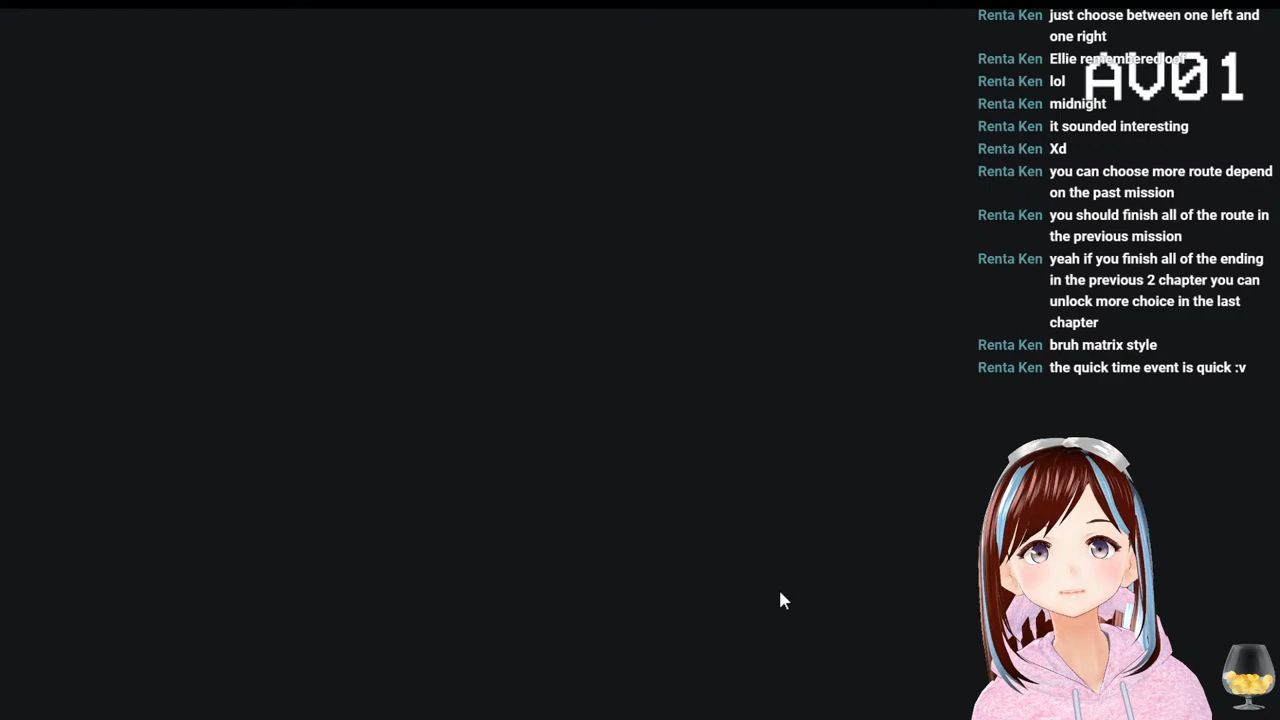 Renta Ken just choose between one left and
one right
Renta Ken Ellie remembered oof
AV01
Renta Ken lol
Renta Ken midnight
Renta Ken it sounded interesting
Renta Ken Xd
Renta Ken you can choose more route depend
on the past mission
Renta Ken you should finish all of the route in
the previous mission
Renta Ken yeah if you finish all of the ending
in the previous 2 chapter you can
unlock more choice in the last
chapter
Renta Ken bruh matrix style
Renta Ken the quick time event is quick :v